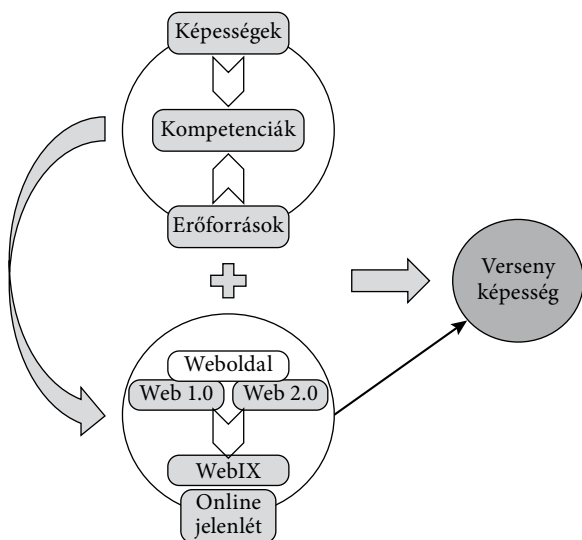 Képességek
Kompetenciák
Erőforrások
Verseny
képesség
Weboldal
Web 1.0 Web 2.0
WebIX
Online
jelenlét